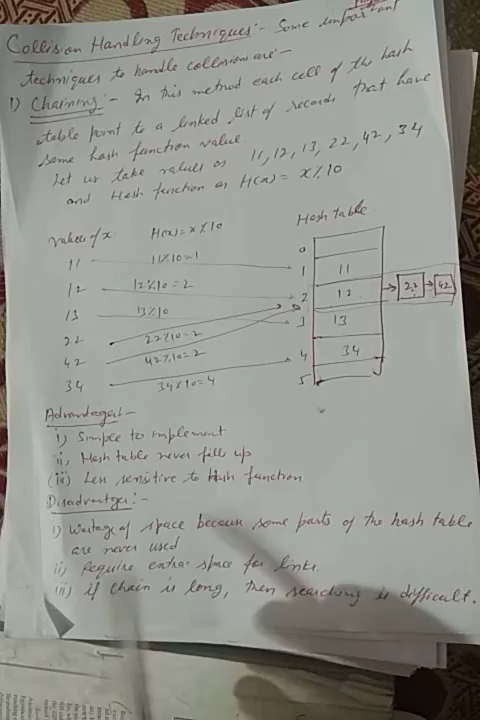 Collision Handling Techniques:- Some important
techniques to handle collosion are:-
1) Chaining:- In this method each cell of the hash
table point to a linked list of records that have
same hash function value.
Let us take values as 11, 12, 13, 22, 42, 34
and Hash function as H(x) = x%10
values of x H(x)=x%10 Hash table
0
11 11%10=1 1 11
12 12%10=2 2 12 22 42
13 13%10 3 13
22 22%10=2
42 42%10=2 4 34
34 34%10=4 5
Advantages:-
i) Simple to implement
ii) Hash table never fills up
(iii) Less sensitive to Hash function
Disadvantages:-
i) Wastage of space because some parts of the hash table
are never used
ii) Require extra space for links.
iii) if Chain is long, then searching is difficult.